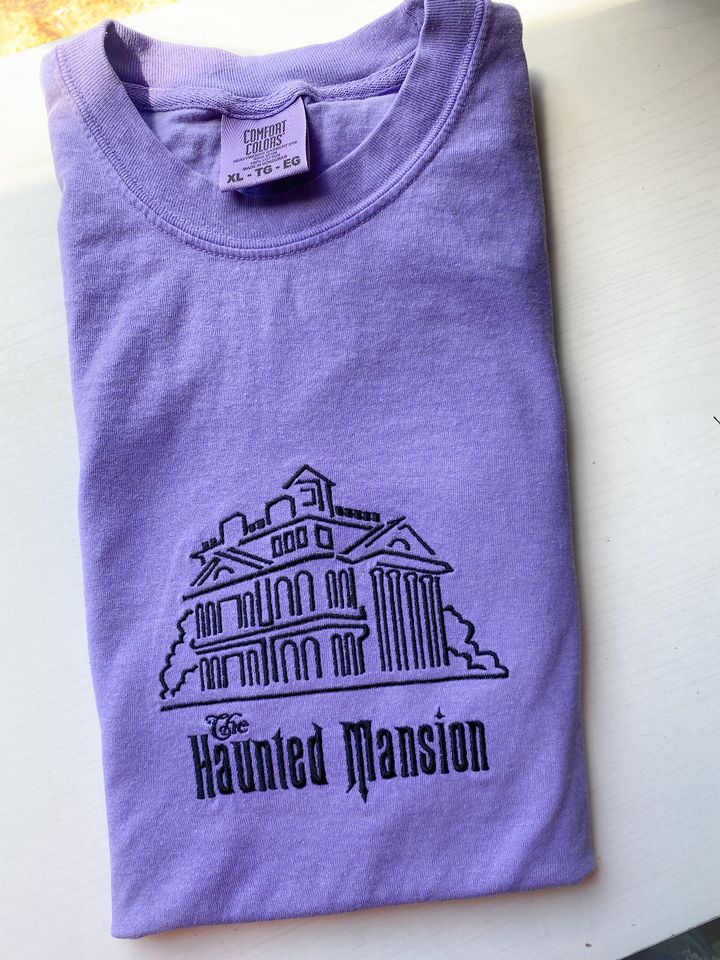 COMFORT
COLORS
XL - TG - EG
The
Haunted Mansion